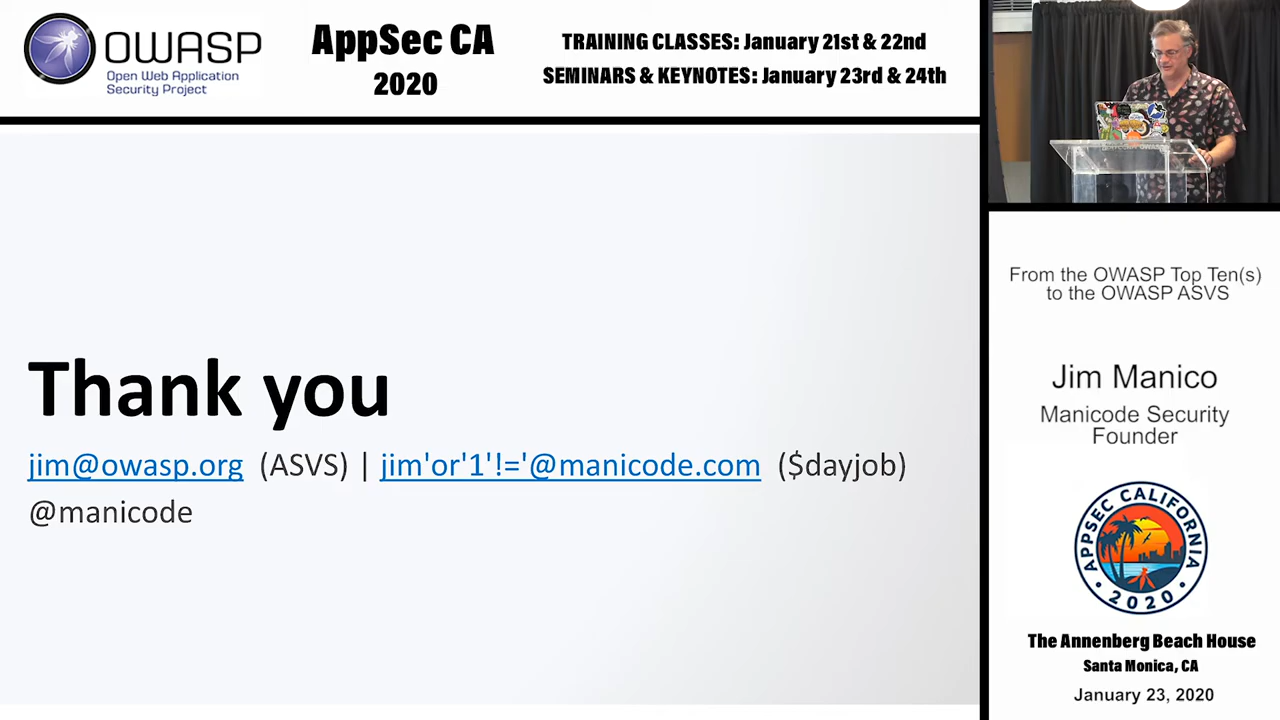 OWASP
Open Web Application
Security Project
AppSec CA
2020
TRAINING CLASSES: January 21st & 22nd
SEMINARS & KEYNOTES: January 23rd & 24th
Thank you
jim@owasp.org (ASVS) | jim'or'1'!='@manicode.com ($dayjob)
@manicode
From the OWASP Top Ten(s)
to the OWASP ASVS
Jim Manico
Manicode Security
Founder
APPSEC CALIFORNIA
• 2020 •
The Annenberg Beach House
Santa Monica, CA
January 23, 2020